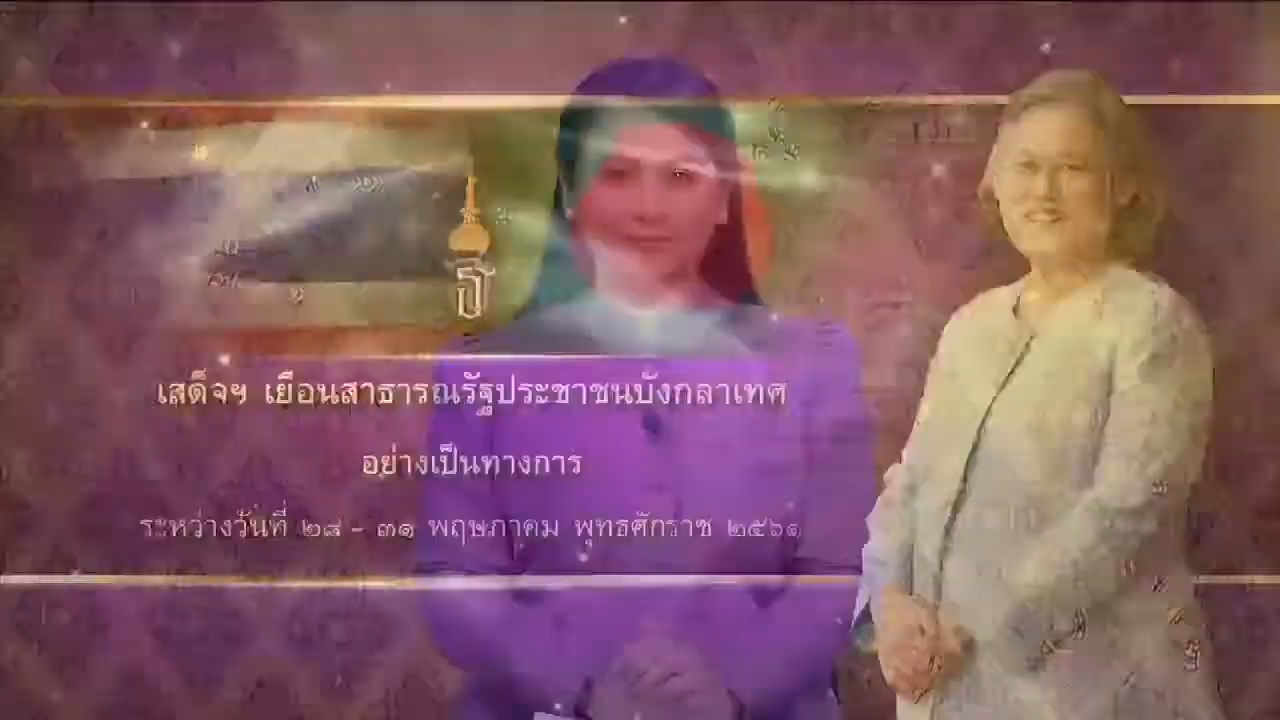 เสด็จฯ เยือนสาธารณรัฐประชาชนบังกลาเทศ
อย่างเป็นทางการ
ระหว่างวันที่ ๒๘ - ๓๑ พฤษภาคม พุทธศักราช ๒๕๖๑